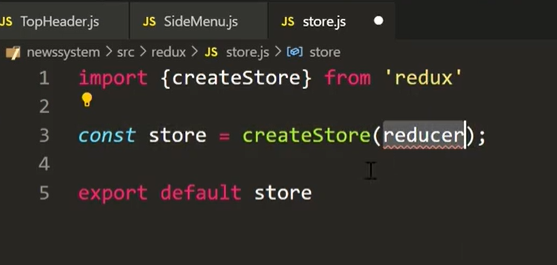 JS TopHeader.js JS SideMenu.js JS store.js
newssystem > src > redux > JS store.js > store
1 import {createStore} from 'redux'
2
3 const store = createStore(reducer);
4
5 export default store